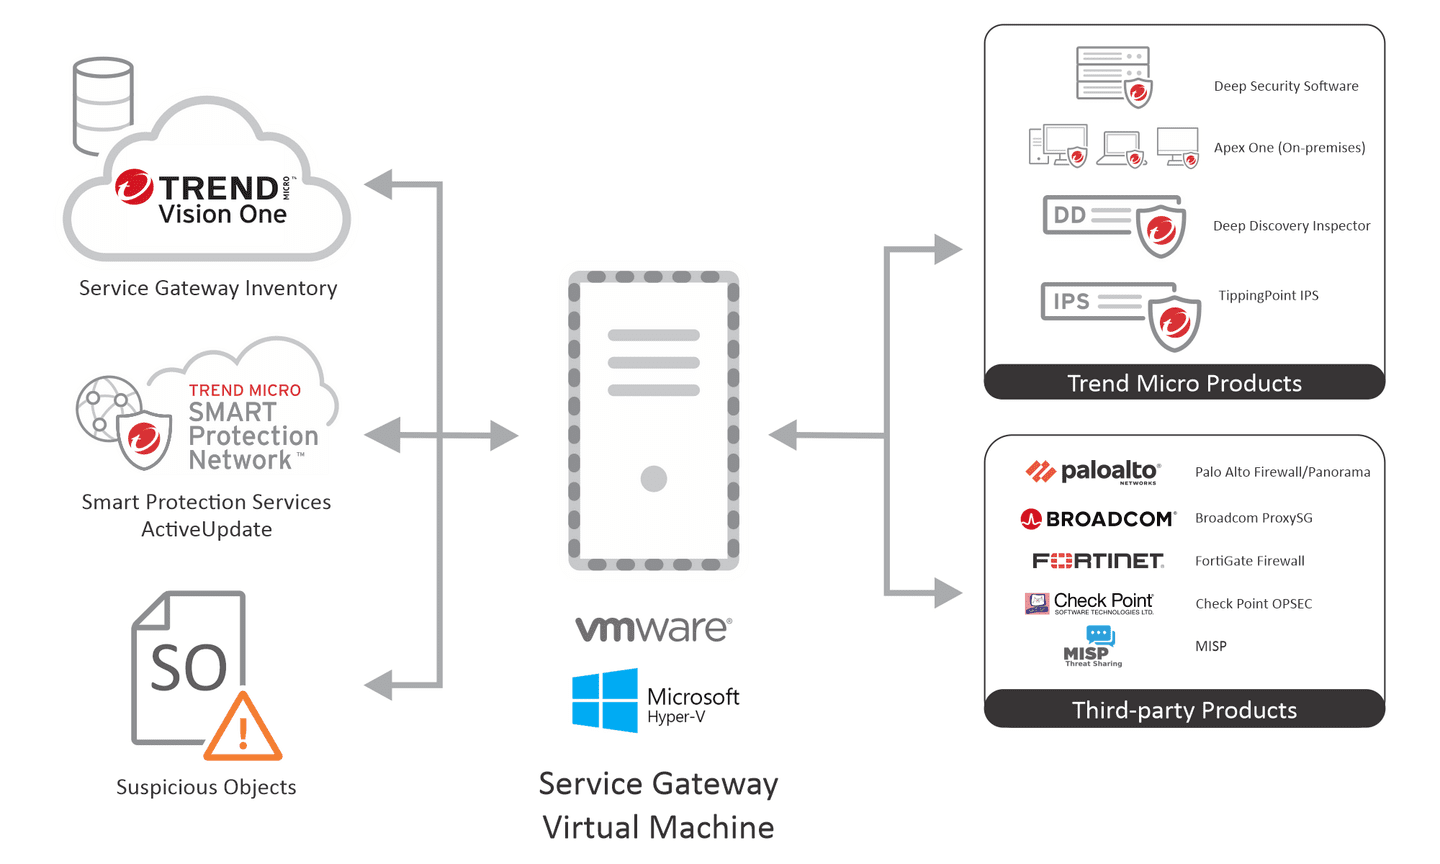 TREND
MICRO
Vision One
Service Gateway Inventory
TREND MICRO
SMART
Protection
Network™
Smart Protection Services
ActiveUpdate
SO
!
Suspicious Objects
vmware®
Microsoft
Hyper-V
Service Gateway
Virtual Machine
Deep Security Software
Apex One (On-premises)
DD
Deep Discovery Inspector
IPS
TippingPoint IPS
Trend Micro Products
paloalto®
NETWORKS
Palo Alto Firewall/Panorama
BROADCOM®
Broadcom ProxySG
FORTINET®
FortiGate Firewall
Check Point®
SOFTWARE TECHNOLOGIES LTD.
Check Point OPSEC
MISP
Threat Sharing
MISP
Third-party Products